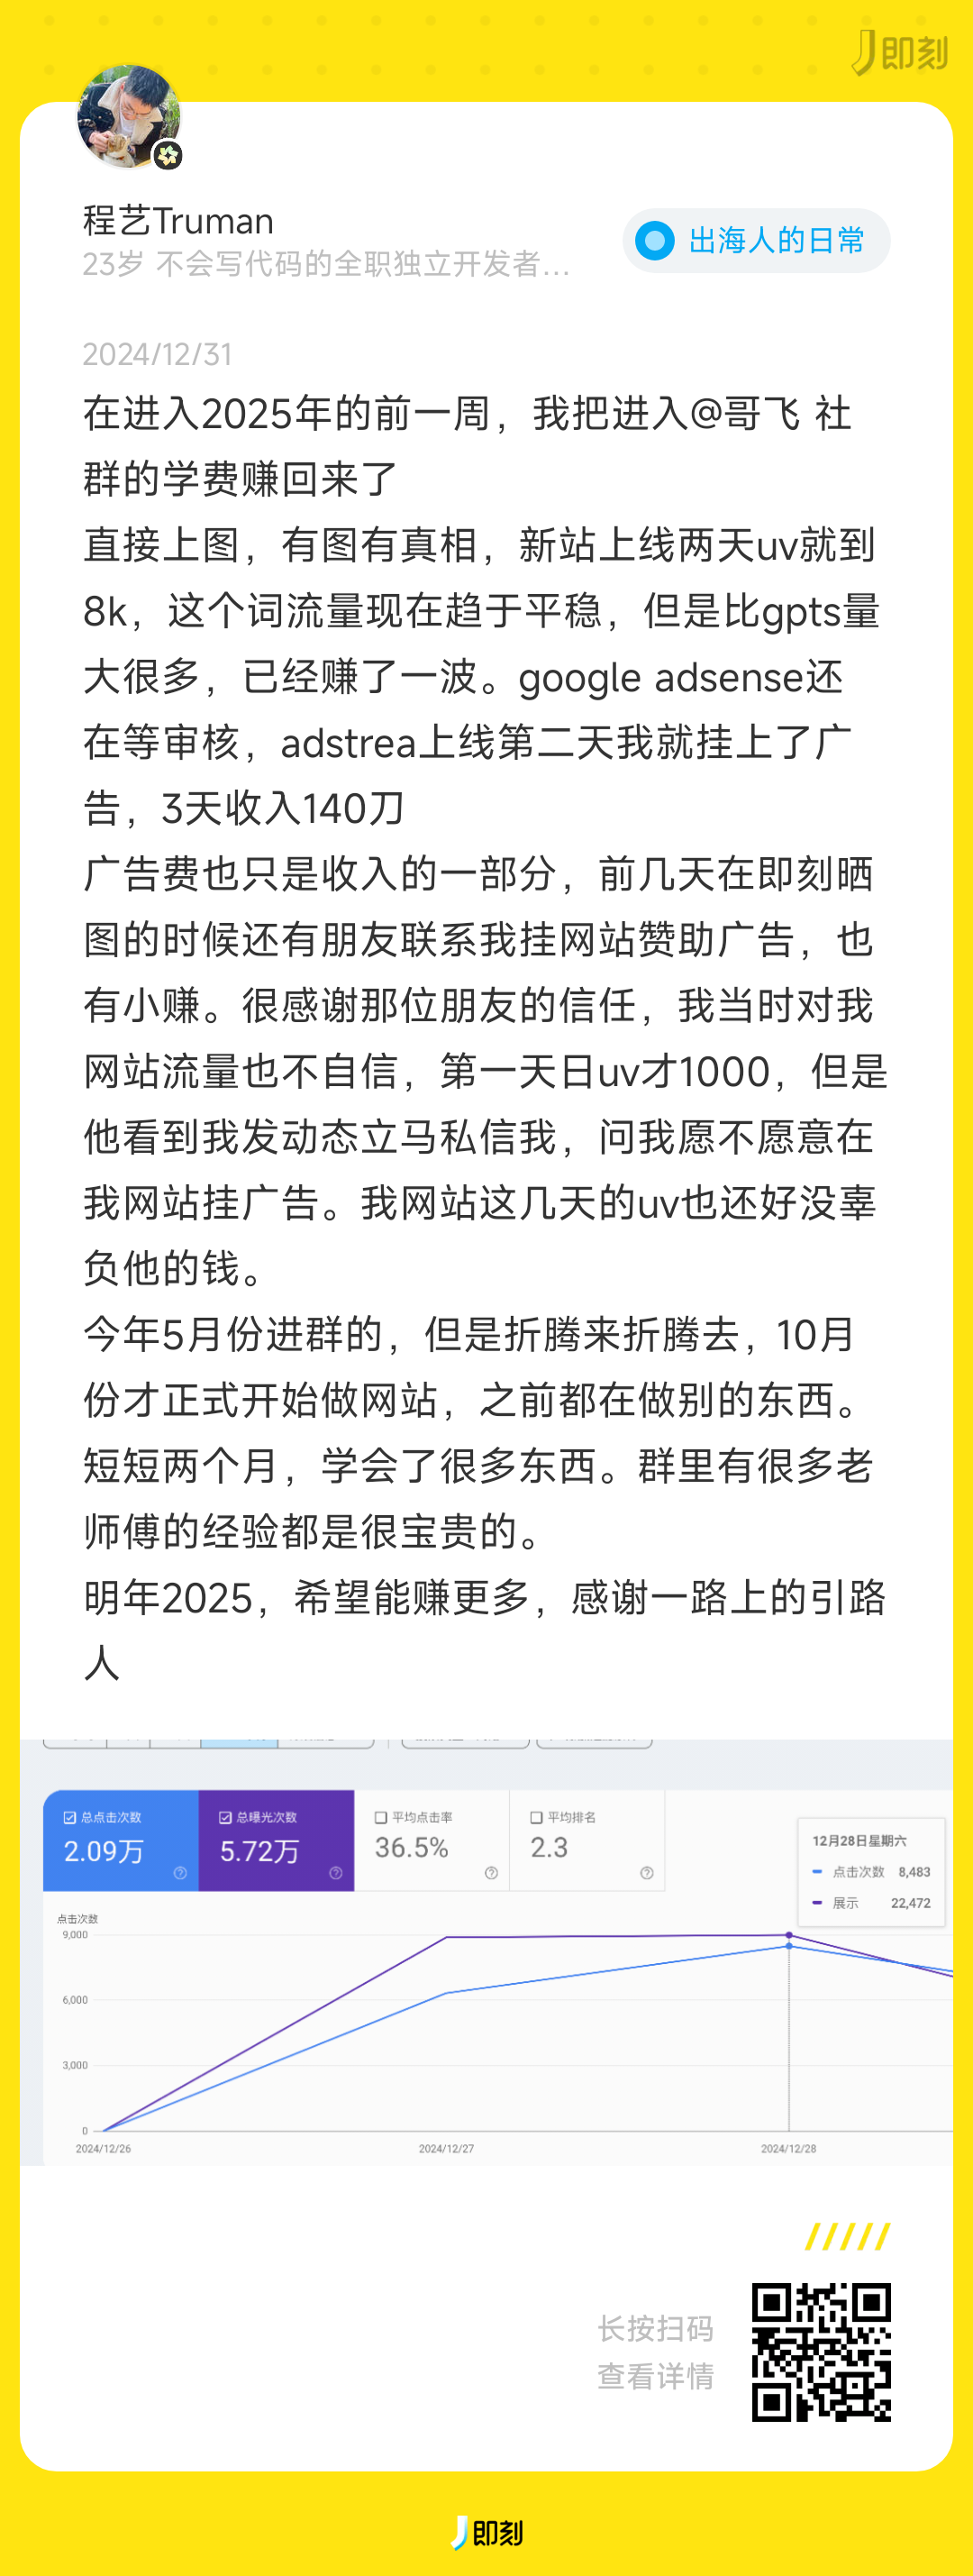 即刻
程艺Truman
23岁 不会写代码的全职独立开发者...
出海人的日常
2024/12/31
在进入2025年的前一周，我把进入@哥飞 社
群的学费赚回来了
直接上图，有图有真相，新站上线两天uv就到
8k，这个词流量现在趋于平稳，但是比gpts量
大很多，已经赚了一波。google adsense还
在等审核，adstrea上线第二天我就挂上了广
告，3天收入140刀
广告费也只是收入的一部分，前几天在即刻晒
图的时候还有朋友联系我挂网站赞助广告，也
有小赚。很感谢那位朋友的信任，我当时对我
网站流量也不自信，第一天日uv才1000，但是
他看到我发动态立马私信我，问我愿不愿意在
我网站挂广告。我网站这几天的uv也还好没辜
负他的钱。
今年5月份进群的，但是折腾来折腾去，10月
份才正式开始做网站，之前都在做别的东西。
短短两个月，学会了很多东西。群里有很多老
师傅的经验都是很宝贵的。
明年2025，希望能赚更多，感谢一路上的引路
人
总点击次数
2.09万
总曝光次数
5.72万
平均点击率
36.5%
平均排名
2.3
12月28日星期六
点击次数 8,483
展示 22,472
点击次数
9,000
6,000
3,000
0
2024/12/26
2024/12/27
2024/12/28
长按扫码
查看详情
即刻